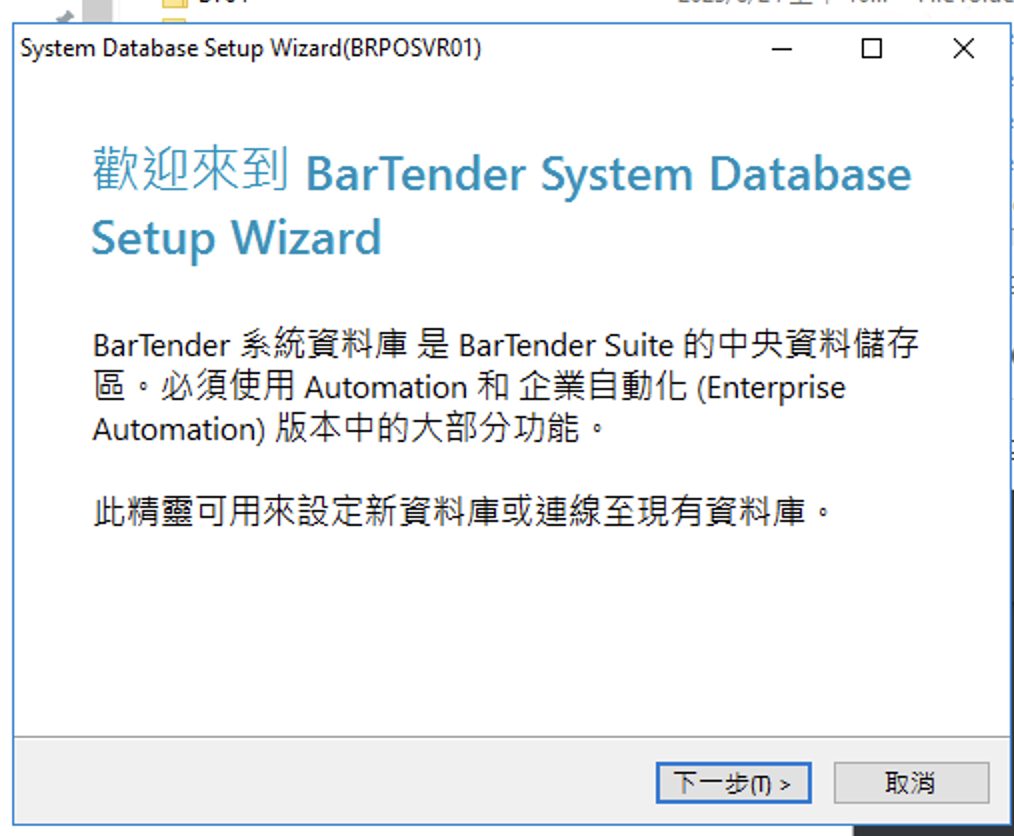 System Database Setup Wizard(BRPOSVR01)
歡迎來到 BarTender System Database
Setup Wizard
BarTender 系統資料庫 是 BarTender Suite 的中央資料儲存
區。必須使用 Automation 和 企業自動化 (Enterprise
Automation) 版本中的大部分功能。
此精靈可用來設定新資料庫或連線至現有資料庫。
下一步(T) >
取消